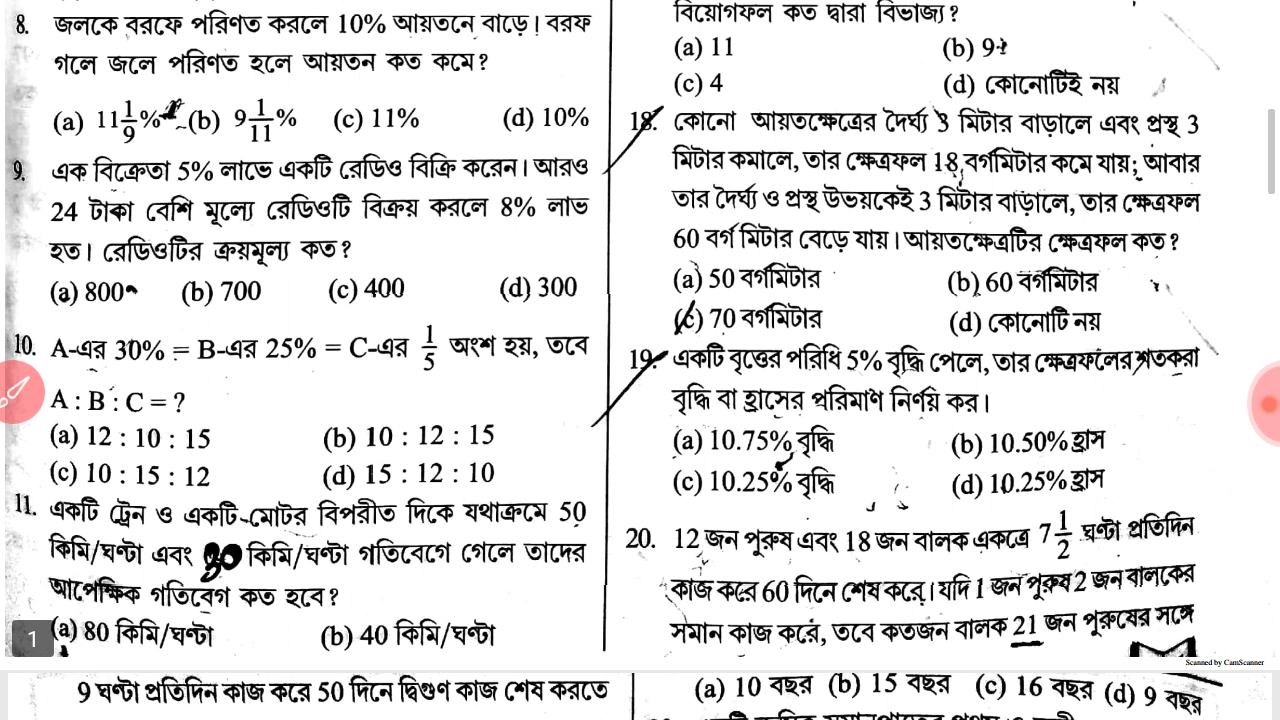 8. জলকে বরফে পরিণত করলে 10% আয়তনে বাড়ে। বরফ
গলে জলে পরিণত হলে আয়তন কত কমে?
(a) 11 1/9% (b) 9 1/11% (c) 11% (d) 10%
9. এক বিক্রেতা 5% লাভে একটি রেডিও বিক্রি করেন। আরও
24 টাকা বেশি মূল্যে রেডিওটি বিক্রয় করলে 8% লাভ
হত। রেডিওটির ক্রয়মূল্য কত?
(a) 800 (b) 700 (c) 400 (d) 300
10. A-এর 30% = B-এর 25% = C-এর 1/5 অংশ হয়, তবে
A : B : C = ?
(a) 12 : 10 : 15 (b) 10 : 12 : 15
(c) 10 : 15 : 12 (d) 15 : 12 : 10
11. একটি ট্রেন ও একটি মোটর বিপরীত দিকে যথাক্রমে 50
কিমি/ঘণ্টা এবং 30 কিমি/ঘণ্টা গতিবেগে গেলে তাদের
আপেক্ষিক গতিবেগ কত হবে?
(a) 80 কিমি/ঘণ্টা (b) 40 কিমি/ঘণ্টা
1
বিয়োগফল কত দ্বারা বিভাজ্য?
(a) 11 (b) 9
(c) 4 (d) কোনোটিই নয়
18. কোনো আয়তক্ষেত্রের দৈর্ঘ্য 3 মিটার বাড়ালে এবং প্রস্থ 3
মিটার কমালে, তার ক্ষেত্রফল 18 বর্গমিটার কমে যায়; আবার
তার দৈর্ঘ্য ও প্রস্থ উভয়কেই 3 মিটার বাড়ালে, তার ক্ষেত্রফল
60 বর্গ মিটার বেড়ে যায়। আয়তক্ষেত্রটির ক্ষেত্রফল কত?
(a) 50 বর্গমিটার (b) 60 বর্গমিটার
(c) 70 বর্গমিটার (d) কোনোটি নয়
19. একটি বৃত্তের পরিধি 5% বৃদ্ধি পেলে, তার ক্ষেত্রফলের শতকরা
বৃদ্ধি বা হ্রাসের পরিমাণ নির্ণয় কর।
(a) 10.75% বৃদ্ধি (b) 10.50% হ্রাস
(c) 10.25% বৃদ্ধি (d) 10.25% হ্রাস
20. 12 জন পুরুষ এবং 18 জন বালক একত্রে 7 1/2 ঘণ্টা প্রতিদিন
কাজ করে 60 দিনে শেষ করে। যদি 1 জন পুরুষ 2 জন বালকের
সমান কাজ করে, তবে কতজন বালক 21 জন পুরুষের সঙ্গে
Scanned by CamScanner
9 ঘণ্টা প্রতিদিন কাজ করে 50 দিনে দ্বিগুণ কাজ শেষ করতে
(a) 10 বছর (b) 15 বছর (c) 16 বছর (d) 9 বছর